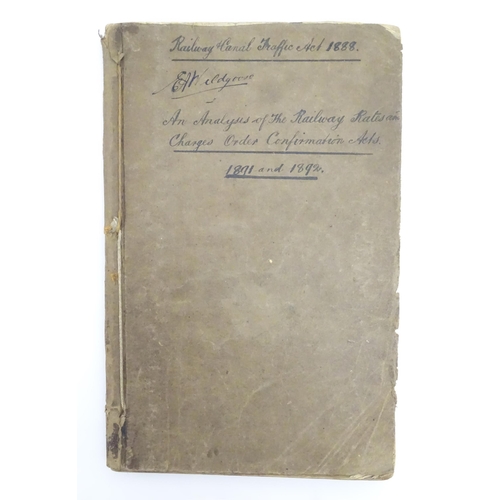 Railway & Canal Traffic Act 1888.
E A Wildgoose
An Analysis of The Railway Rates and
Charges Order Confirmation Acts.
1891 and 1892.